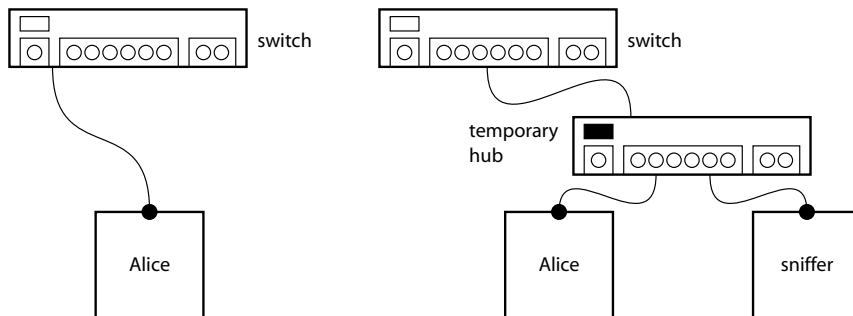 switch
switch
temporary
hub
Alice
Alice
sniffer